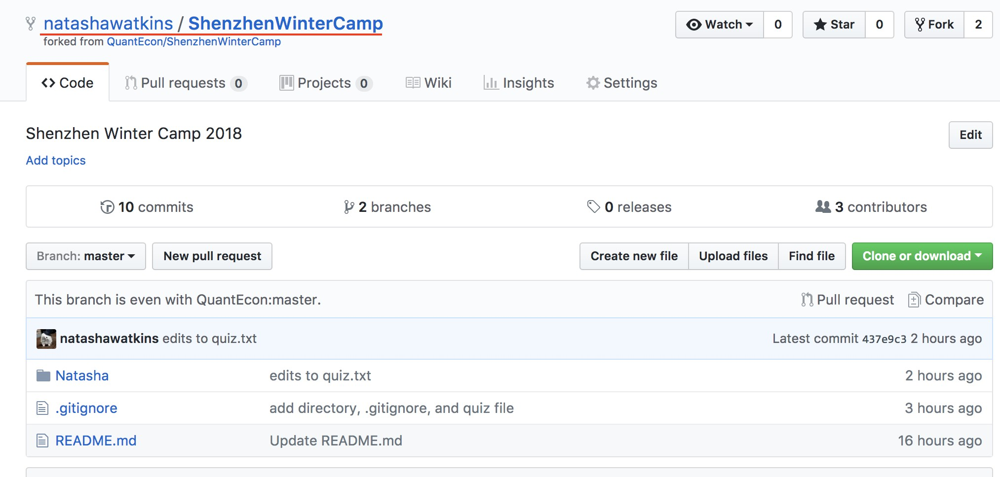 natashawatkins / ShenzhenWinterCamp Watch 0 Star 0 Fork 2
forked from QuantEcon/ShenzhenWinterCamp
Code Pull requests 0 Projects 0 Wiki Insights Settings
Shenzhen Winter Camp 2018 Edit
Add topics
10 commits 2 branches 0 releases 3 contributors
Branch: master New pull request Create new file Upload files Find file Clone or download
This branch is even with QuantEcon:master. Pull request Compare
natashawatkins edits to quiz.txt Latest commit 437e9c3 2 hours ago
Natasha edits to quiz.txt 2 hours ago
.gitignore add directory, .gitignore, and quiz file 3 hours ago
README.md Update README.md 16 hours ago